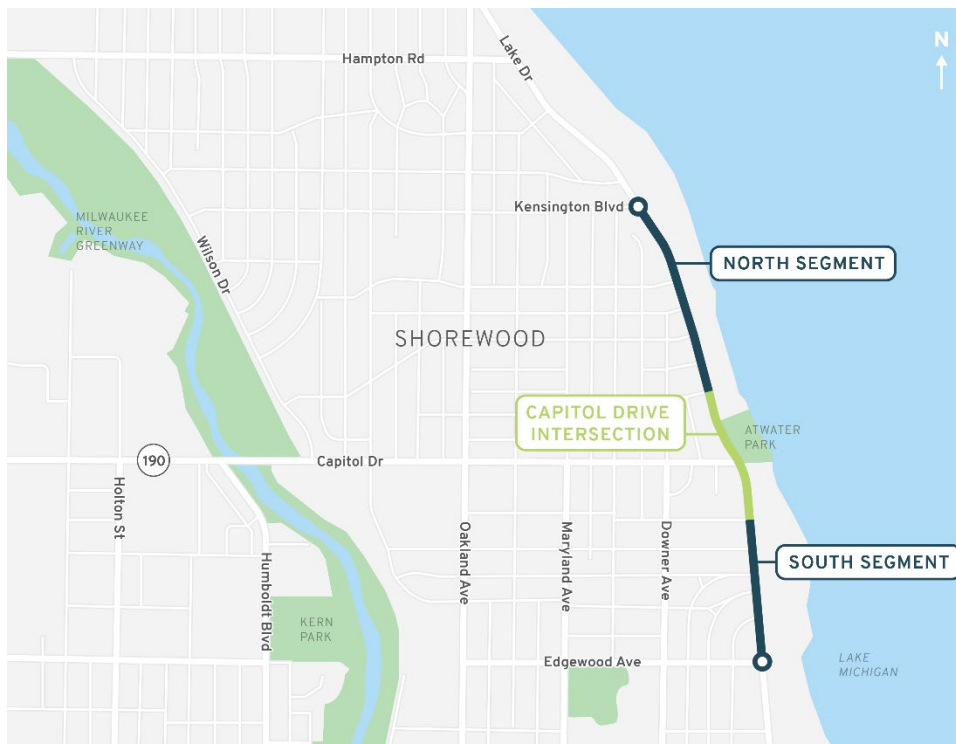 N
Hampton Rd
Lake Dr
Kensington Blvd
MILWAUKEE
RIVER
GREENWAY
Wilson Dr
NORTH SEGMENT
SHOREWOOD
CAPITOL DRIVE
INTERSECTION
ATWATER
PARK
190
Capitol Dr
Holton St
Humboldt Blvd
Oakland Ave
Maryland Ave
Downer Ave
SOUTH SEGMENT
KERN
PARK
Edgewood Ave
LAKE
MICHIGAN